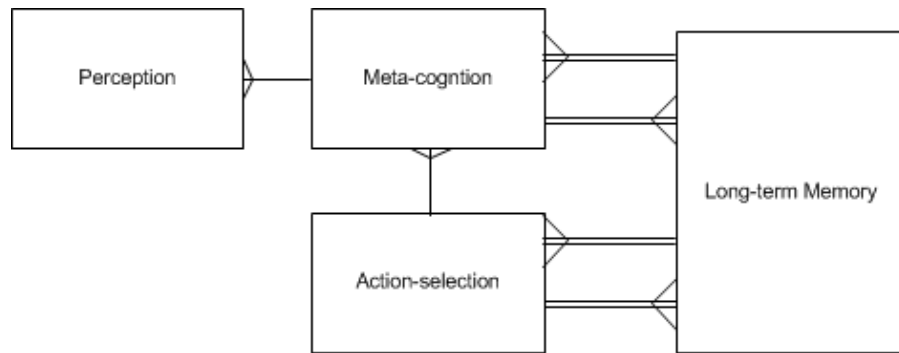 Perception
Meta-cogntion
Long-term Memory
Action-selection